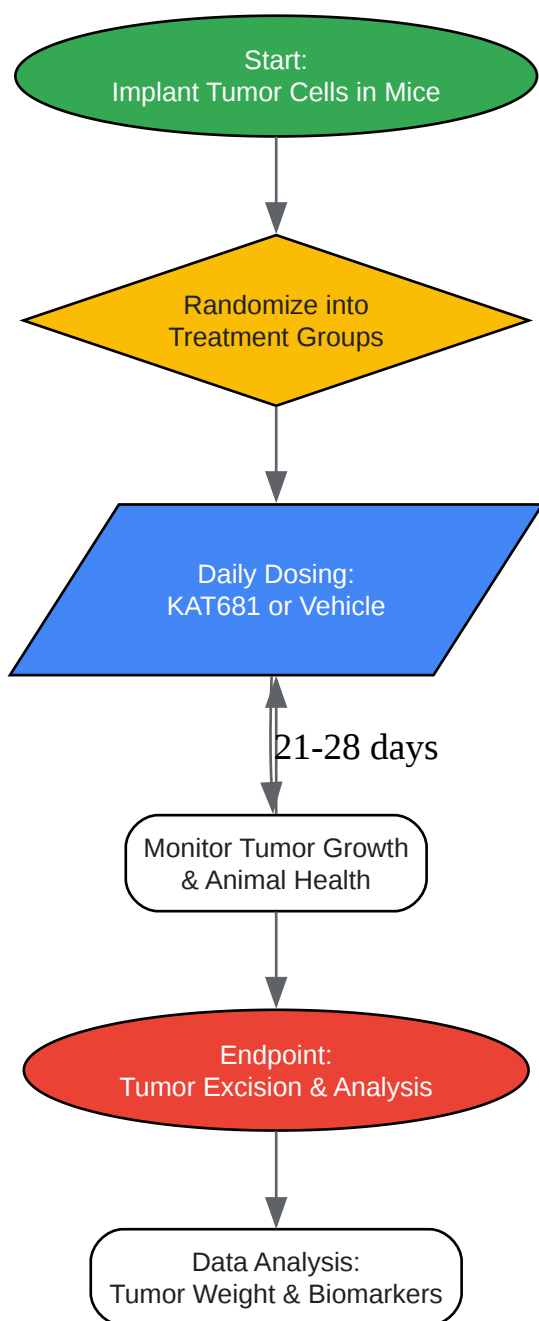 Start:
Implant Tumor Cells in Mice
Randomize into
Treatment Groups
Daily Dosing:
KAT681 or Vehicle
21-28 days
Monitor Tumor Growth
& Animal Health
Endpoint:
Tumor Excision & Analysis
Data Analysis:
Tumor Weight & Biomarkers